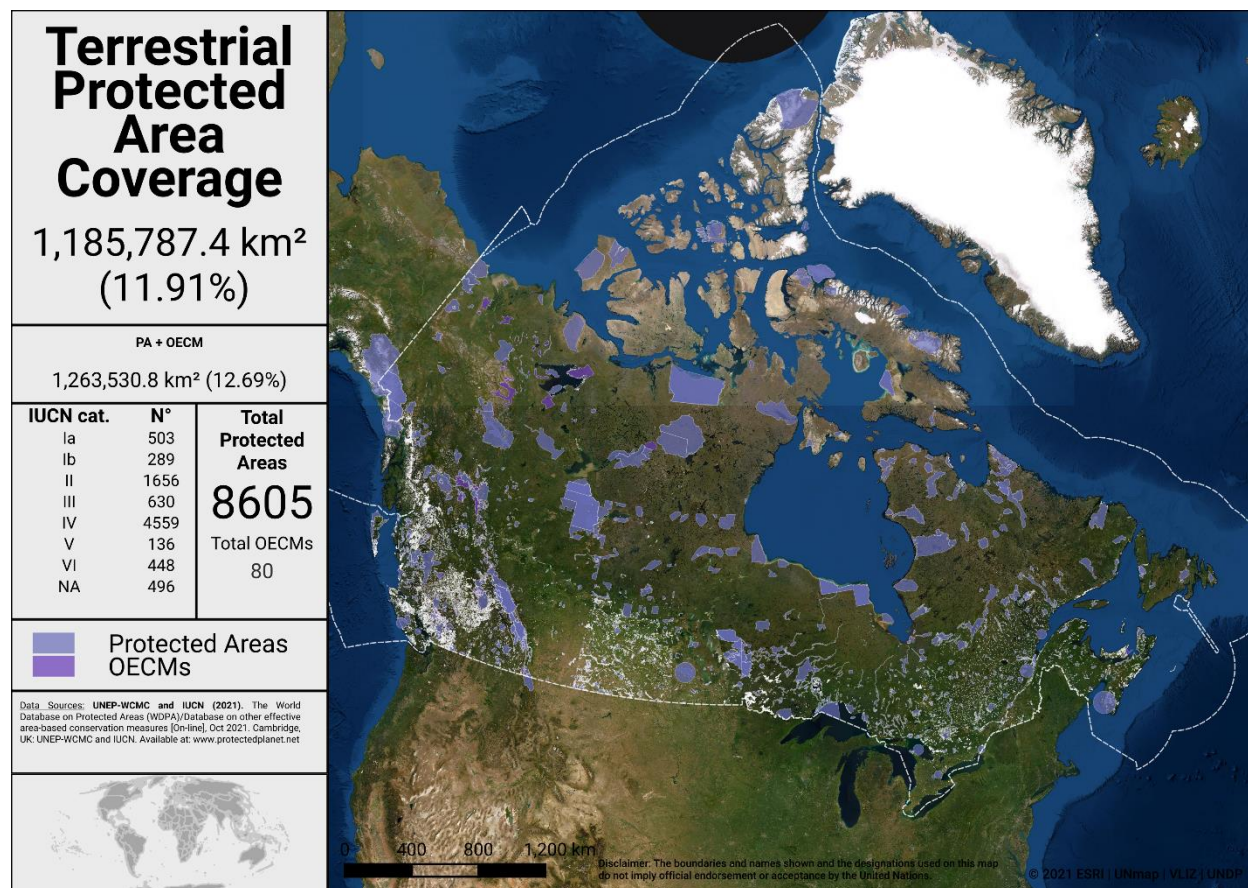 Terrestrial
Protected
Area
Coverage
1,185,787.4 km²
(11.91%)
PA + OECM
1,263,530.8 km² (12.69%)
IUCN cat. N°
Ia 503
Ib 289
II 1656
III 630
IV 4559
V 136
VI 448
NA 496
Total
Protected
Areas
8605
Total OECMs
80
Protected Areas
OECMs
Data Sources: UNEP-WCMC and IUCN (2021). The World
Database on Protected Areas (WDPA)/Database on other effective
area-based conservation measures [On-line], Oct 2021. Cambridge,
UK: UNEP-WCMC and IUCN. Available at: www.protectedplanet.net
0 400 800 1,200 km
Disclaimer: The boundaries and names shown and the designations used on this map
do not imply official endorsement or acceptance by the United Nations.
© 2021 ESRI | UNmap | VLIZ | UNDP